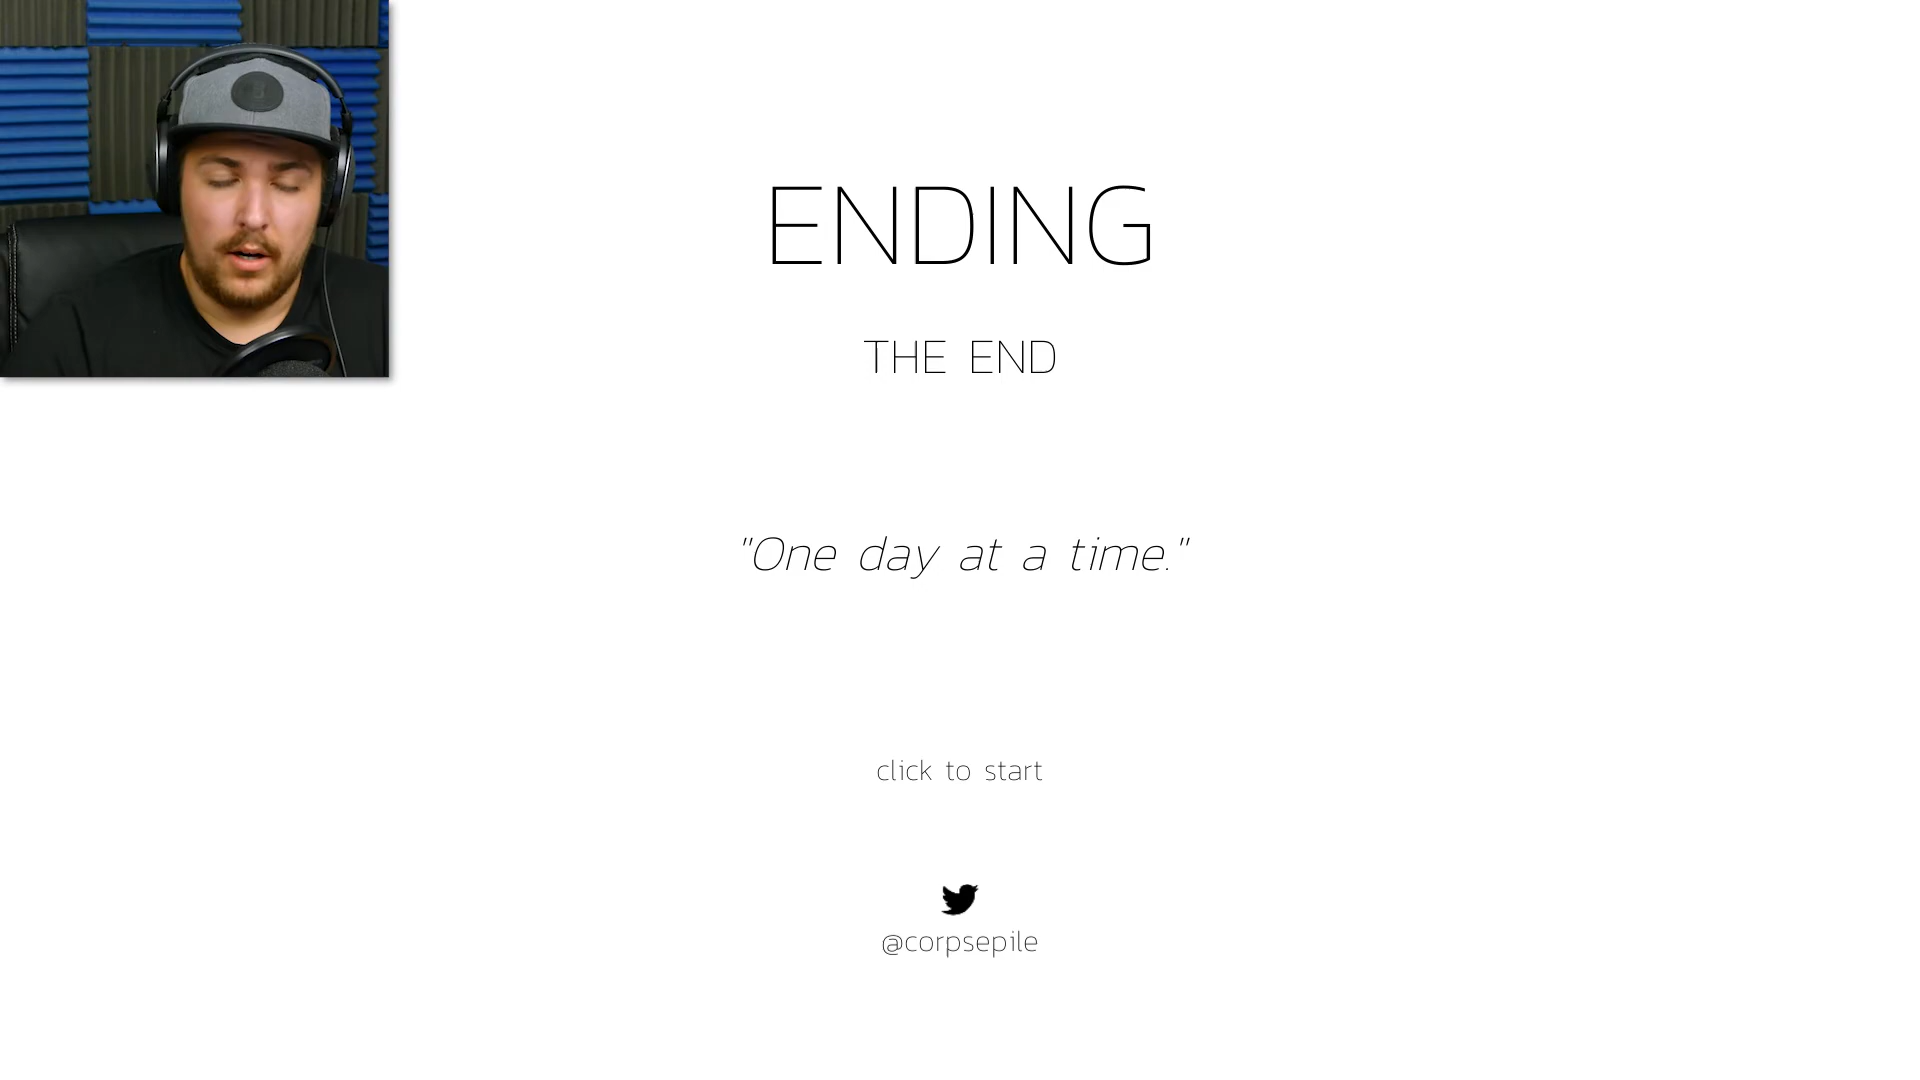 ENDING
THE END
"One day at a time."
click to start
@corpsepile